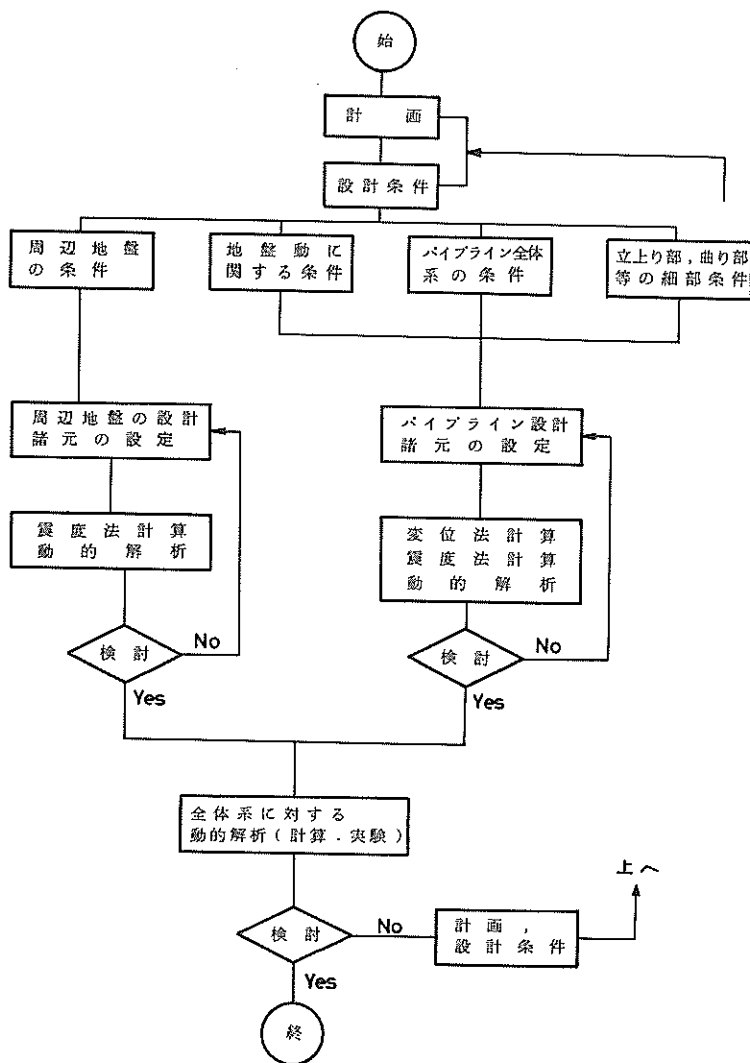 始
計 画
設計条件
周辺地盤
の条件
地盤動に
関する条件
パイプライン全体
系の条件
立上り部,曲り部
等の細部条件
周辺地盤の設計
諸元の設定
パイプライン設計
諸元の設定
震度法計算
動的解析
変位法計算
震度法計算
動的解析
検討
No
Yes
検討
No
Yes
全体系に対する
動的解析(計算.実験)
上へ
検討
No
計画,
設計条件
Yes
終